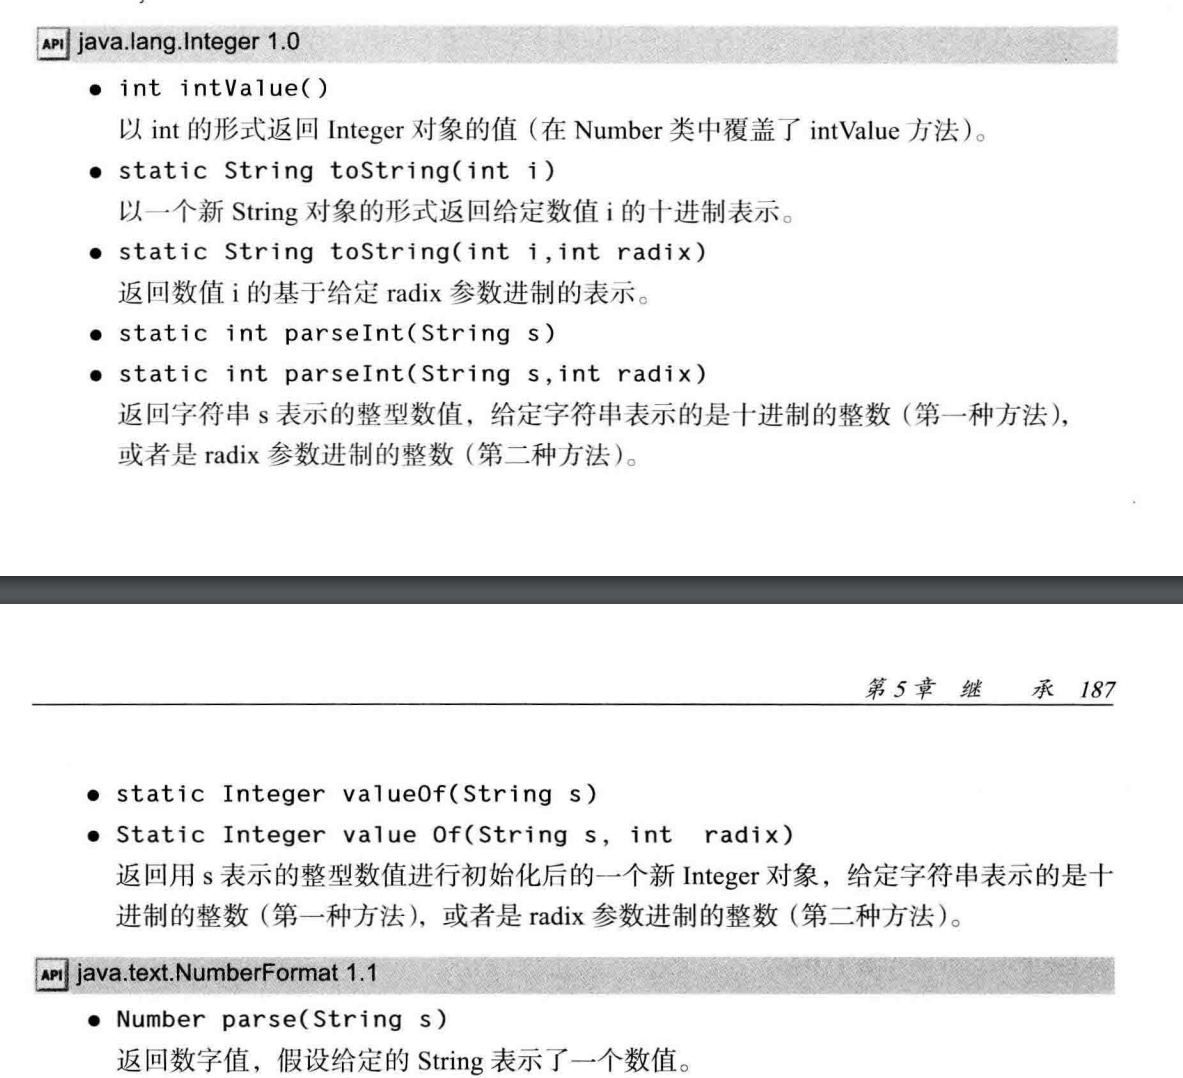 API java.lang.Integer 1.0
● int intValue()
以 int 的形式返回 Integer 对象的值（在 Number 类中覆盖了 intValue 方法）。
● static String toString(int i)
以一个新 String 对象的形式返回给定数值 i 的十进制表示。
● static String toString(int i,int radix)
返回数值 i 的基于给定 radix 参数进制的表示。
● static int parseInt(String s)
● static int parseInt(String s,int radix)
返回字符串 s 表示的整型数值，给定字符串表示的是十进制的整数（第一种方法），
或者是 radix 参数进制的整数（第二种方法）。
第 5 章 继 承 187
● static Integer valueOf(String s)
● Static Integer value Of(String s, int radix)
返回用 s 表示的整型数值进行初始化后的一个新 Integer 对象，给定字符串表示的是十
进制的整数（第一种方法），或者是 radix 参数进制的整数（第二种方法）。
API java.text.NumberFormat 1.1
● Number parse(String s)
返回数字值，假设给定的 String 表示了一个数值。